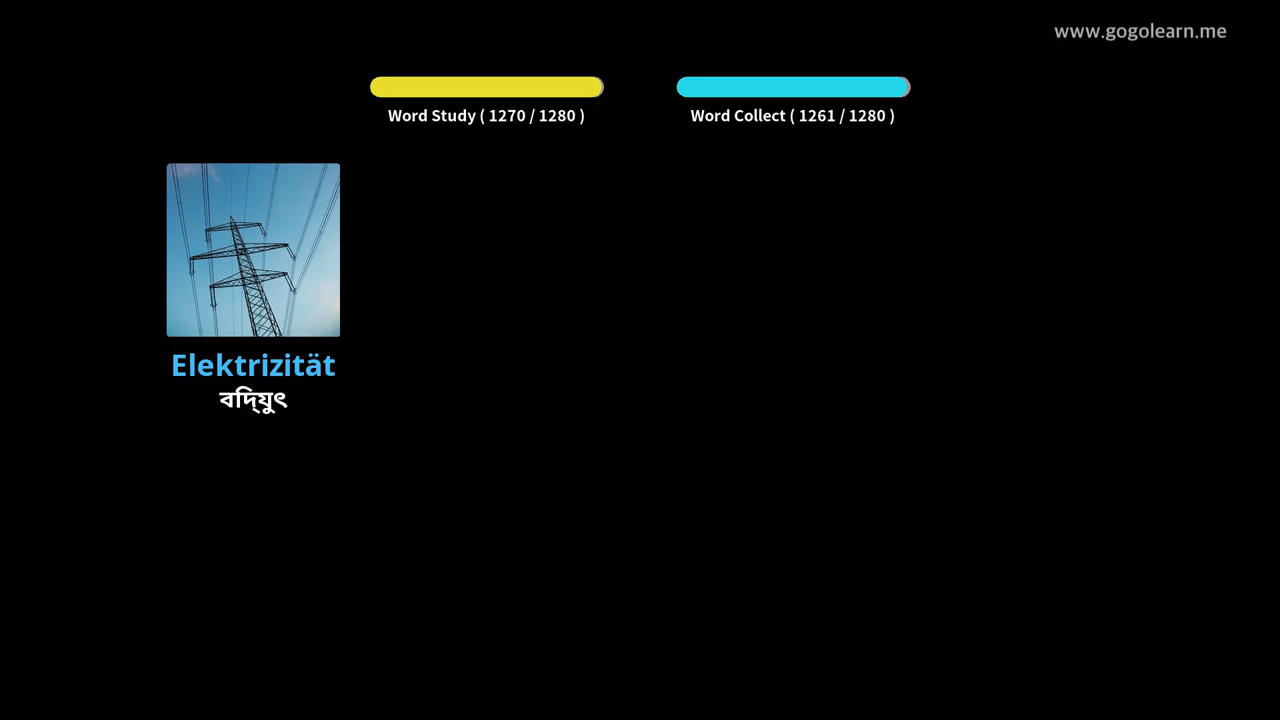 www.gogolearn.me
Word Study ( 1270 / 1280 )
Word Collect ( 1261 / 1280 )
Elektrizität
বিদ্যুৎ